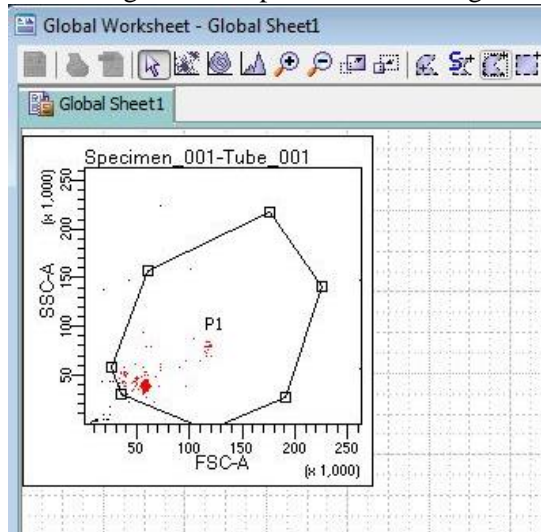 Global Worksheet - Global Sheet1
Global Sheet1
Specimen_001-Tube_001
(x 1,000)
SSC-A
250
200
150
100
50
P1
50 100 150 200 250
FSC-A
(x 1,000)